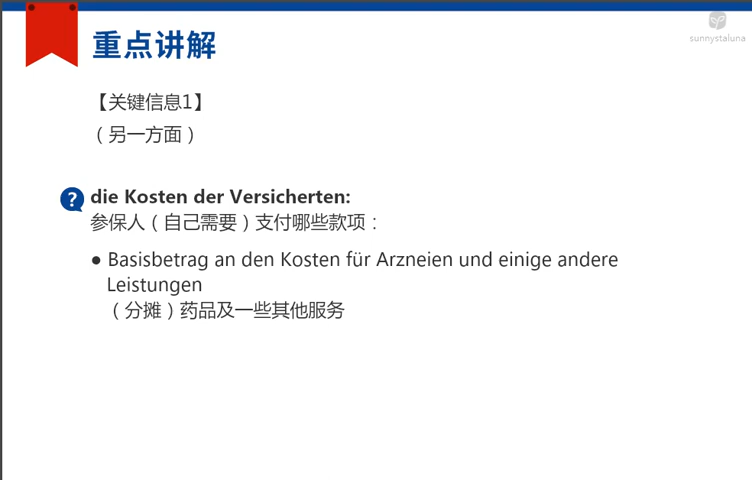 重点讲解
sunnystaluna
【关键信息1】
（另一方面）
? die Kosten der Versicherten:
参保人（自己需要）支付哪些款项：
● Basisbetrag an den Kosten für Arzneien und einige andere
Leistungen
（分摊）药品及一些其他服务